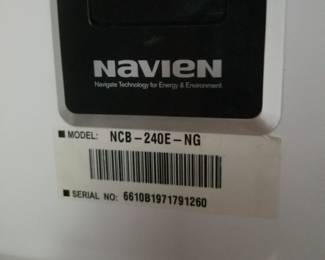 NAVIEN
Navigate Technology for Energy & Environment
■ MODEL: NCB-240E-NG
■ SERIAL NO: 6610B1971791260